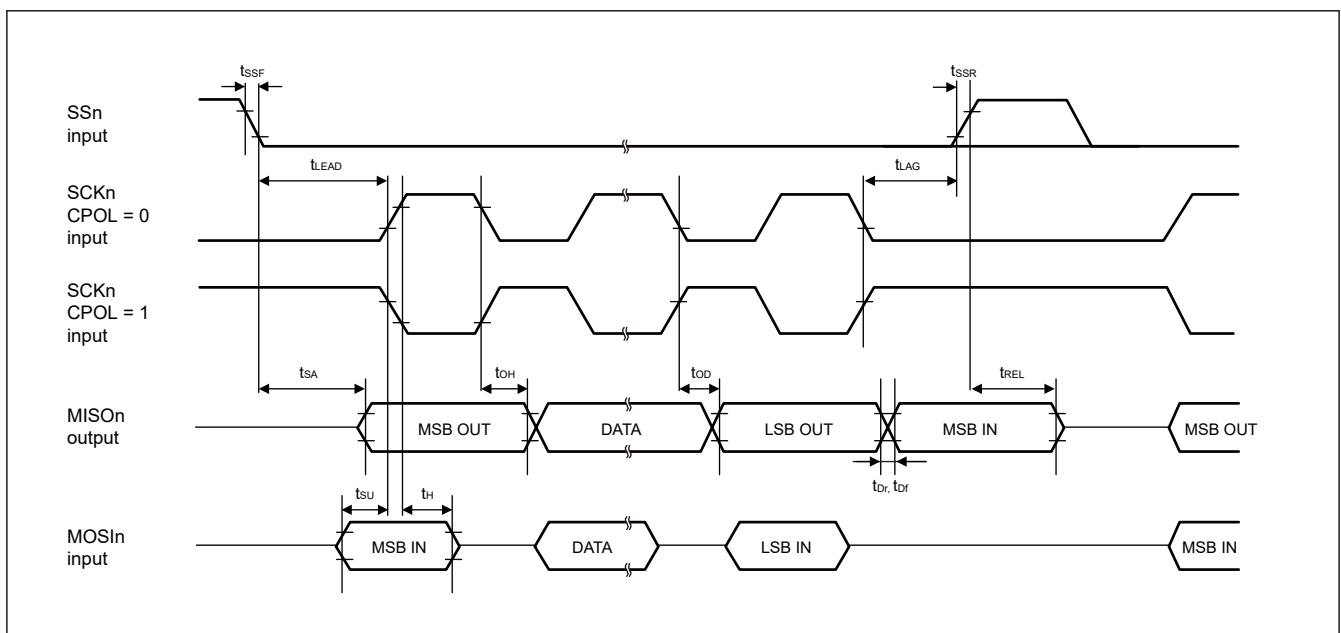 tSSF
tSSR
SSn
input
tLEAD
tLAG
SCKn
CPOL = 0
input
SCKn
CPOL = 1
input
tSA
tOH
tOD
tREL
MISOn
output
MSB OUT
DATA
LSB OUT
MSB IN
MSB OUT
tDr, tDf
tSU
tH
MOSIn
input
MSB IN
DATA
LSB IN
MSB IN